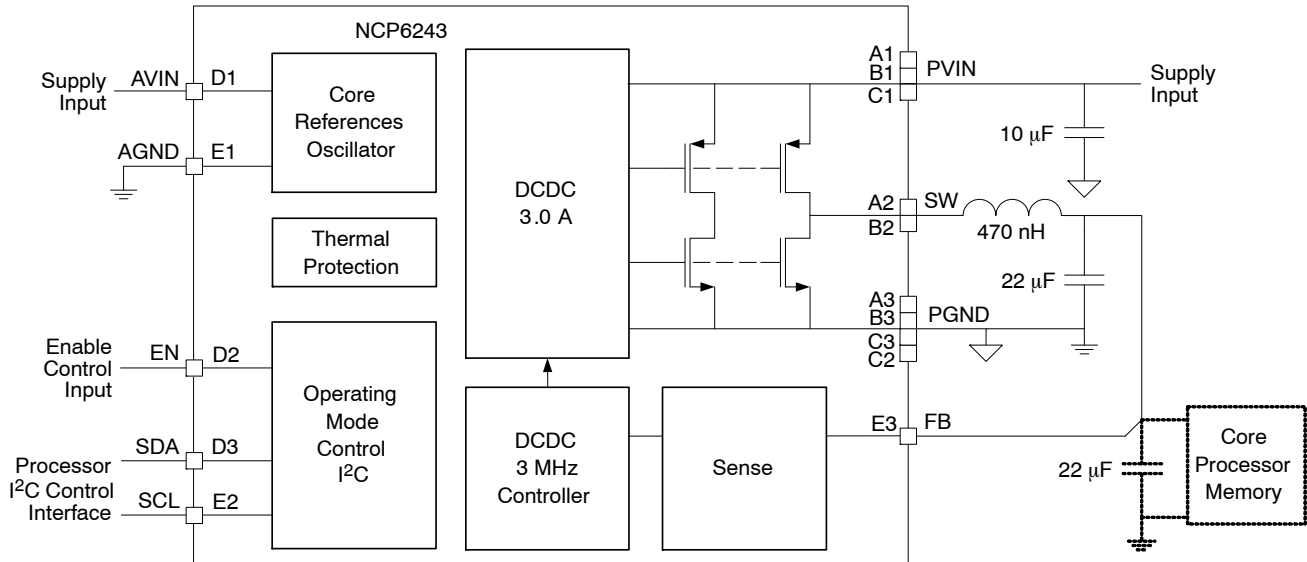 NCP6243
Supply
Input
AVIN
D1
AGND
E1
Core
References
Oscillator
Thermal
Protection
Enable
Control
Input
EN
D2
Processor
I²C Control
Interface
SDA
D3
SCL
E2
Operating
Mode
Control
I²C
DCDC
3.0 A
DCDC
3 MHz
Controller
Sense
A1
B1
C1
PVIN
Supply
Input
10 µF
A2
B2
SW
470 nH
22 µF
A3
B3
C3
C2
PGND
E3
FB
22 µF
Core
Processor
Memory